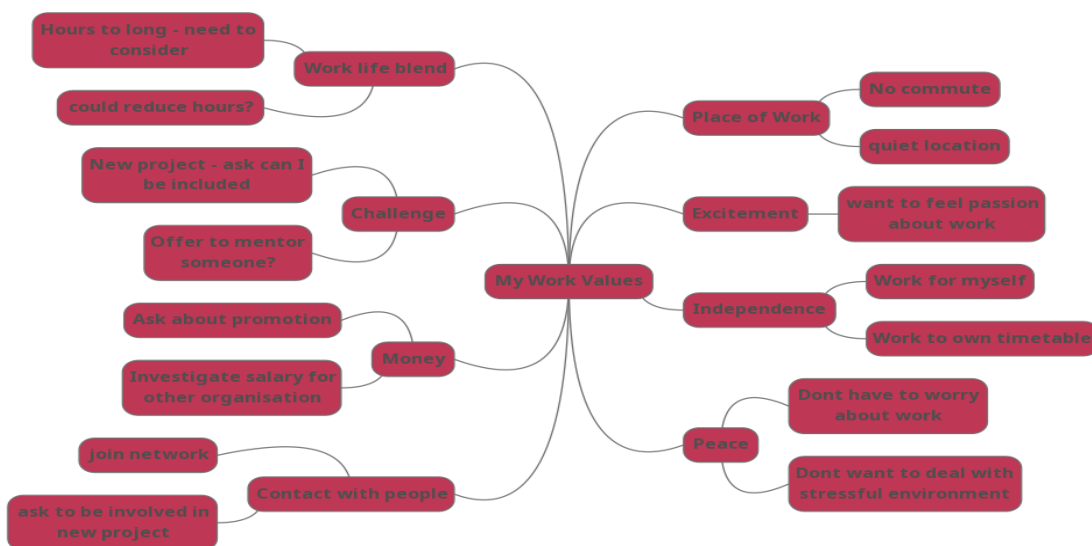 My Work Values
Work life blend
Hours to long - need to
consider
could reduce hours?
Challenge
New project - ask can I
be included
Offer to mentor
someone?
Money
Ask about promotion
Investigate salary for
other organisation
Contact with people
join network
ask to be involved in
new project
Place of Work
No commute
quiet location
Excitement
want to feel passion
about work
Independence
Work for myself
Work to own timetable
Peace
Dont have to worry
about work
Dont want to deal with
stressful environment